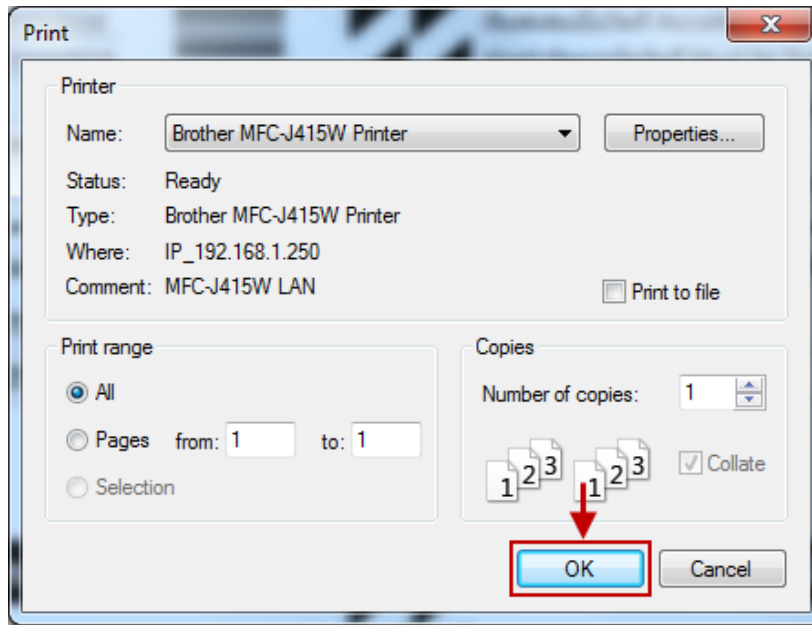 Print
Printer
Name: Brother MFC-J415W Printer Properties...
Status: Ready
Type: Brother MFC-J415W Printer
Where: IP_192.168.1.250
Comment: MFC-J415W LAN Print to file
Print range
All
Pages from: 1 to: 1
Selection
Copies
Number of copies: 1
1 2 3 1 2 3 Collate
OK Cancel